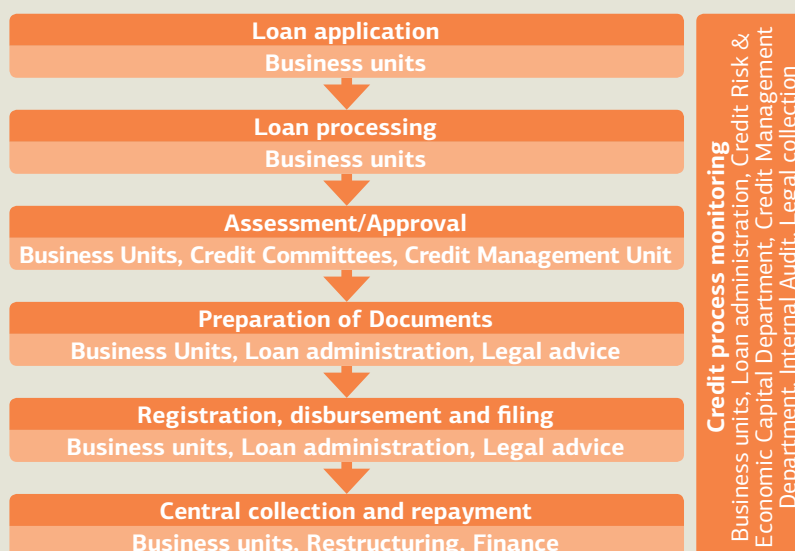 Loan application
Business units
Loan processing
Business units
Assessment/Approval
Business Units, Credit Committees, Credit Management Unit
Preparation of Documents
Business Units, Loan administration, Legal advice
Registration, disbursement and filing
Business units, Loan administration, Legal advice
Central collection and repayment
Business units, Restructuring, Finance
Credit process monitoring
Business units, Loan administration, Credit Risk &
Economic Capital Department, Credit Management
Department, Internal Audit, Legal collection